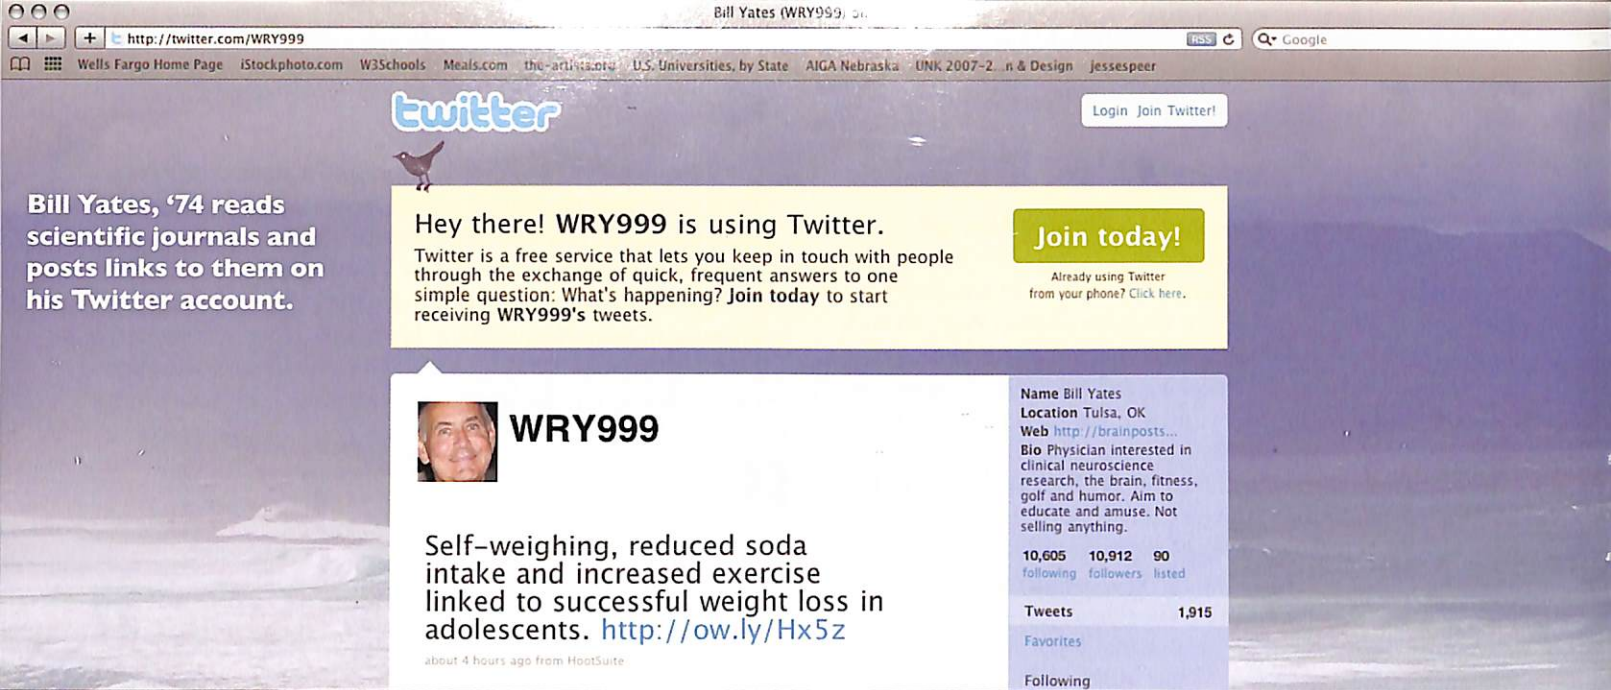 Bill Yates (WRY999)
http://twitter.com/WRY999
RSS
Google
Wells Fargo Home Page iStockphoto.com W3Schools Meals.com the-artists.org U.S. Universities, by State AIGA Nebraska UNK 2007-2...n & Design jessespeer
twitter
Login Join Twitter!
Bill Yates, ‘74 reads
scientific journals and
posts links to them on
his Twitter account.
Hey there! WRY999 is using Twitter.
Twitter is a free service that lets you keep in touch with people
through the exchange of quick, frequent answers to one
simple question: What's happening? Join today to start
receiving WRY999's tweets.
Join today!
Already using Twitter
from your phone? Click here.
WRY999
Self-weighing, reduced soda
intake and increased exercise
linked to successful weight loss in
adolescents. http://ow.ly/Hx5z
about 4 hours ago from HootSuite
Name Bill Yates
Location Tulsa, OK
Web http://brainposts...
Bio Physician interested in
clinical neuroscience
research, the brain, fitness,
golf and humor. Aim to
educate and amuse. Not
selling anything.
10,605 10,912 90
following followers listed
Tweets 1,915
Favorites
Following